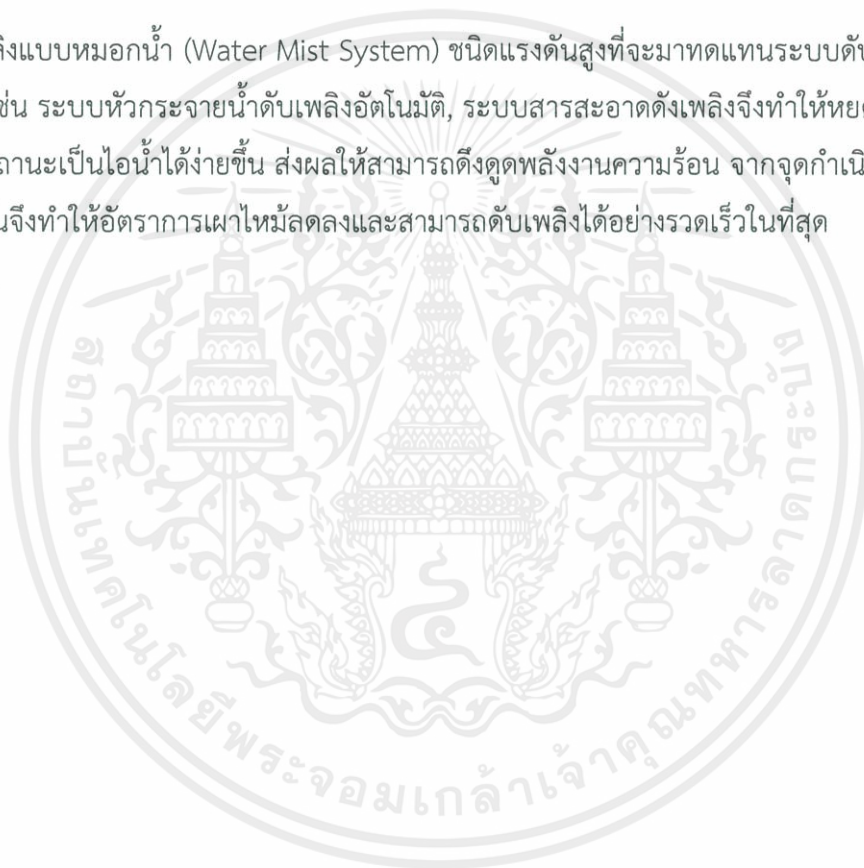 แบบหมอกน้ำ (Water Mist System) ชนิดแรงดันสูงที่จะมาทดแทนระบบดับ
ช่น ระบบหัวกระจายน้ำดับเพลิงอัตโนมัติ, ระบบสารสะอาดดังเพลิงจึงทำให้หย
ถานะเป็นไอน้ำได้ง่ายขึ้น ส่งผลให้สามารถดึงดูดพลังงานความร้อน จากจุดกำเนิ
นจึงทำให้อัตราการเผาไหม้ลดลงและสามารถดับเพลิงได้อย่างรวดเร็วในที่สุด
สถาบันเทคโนโลยีพระจอมเกล้าเจ้าคุณทหารลาดกระบัง